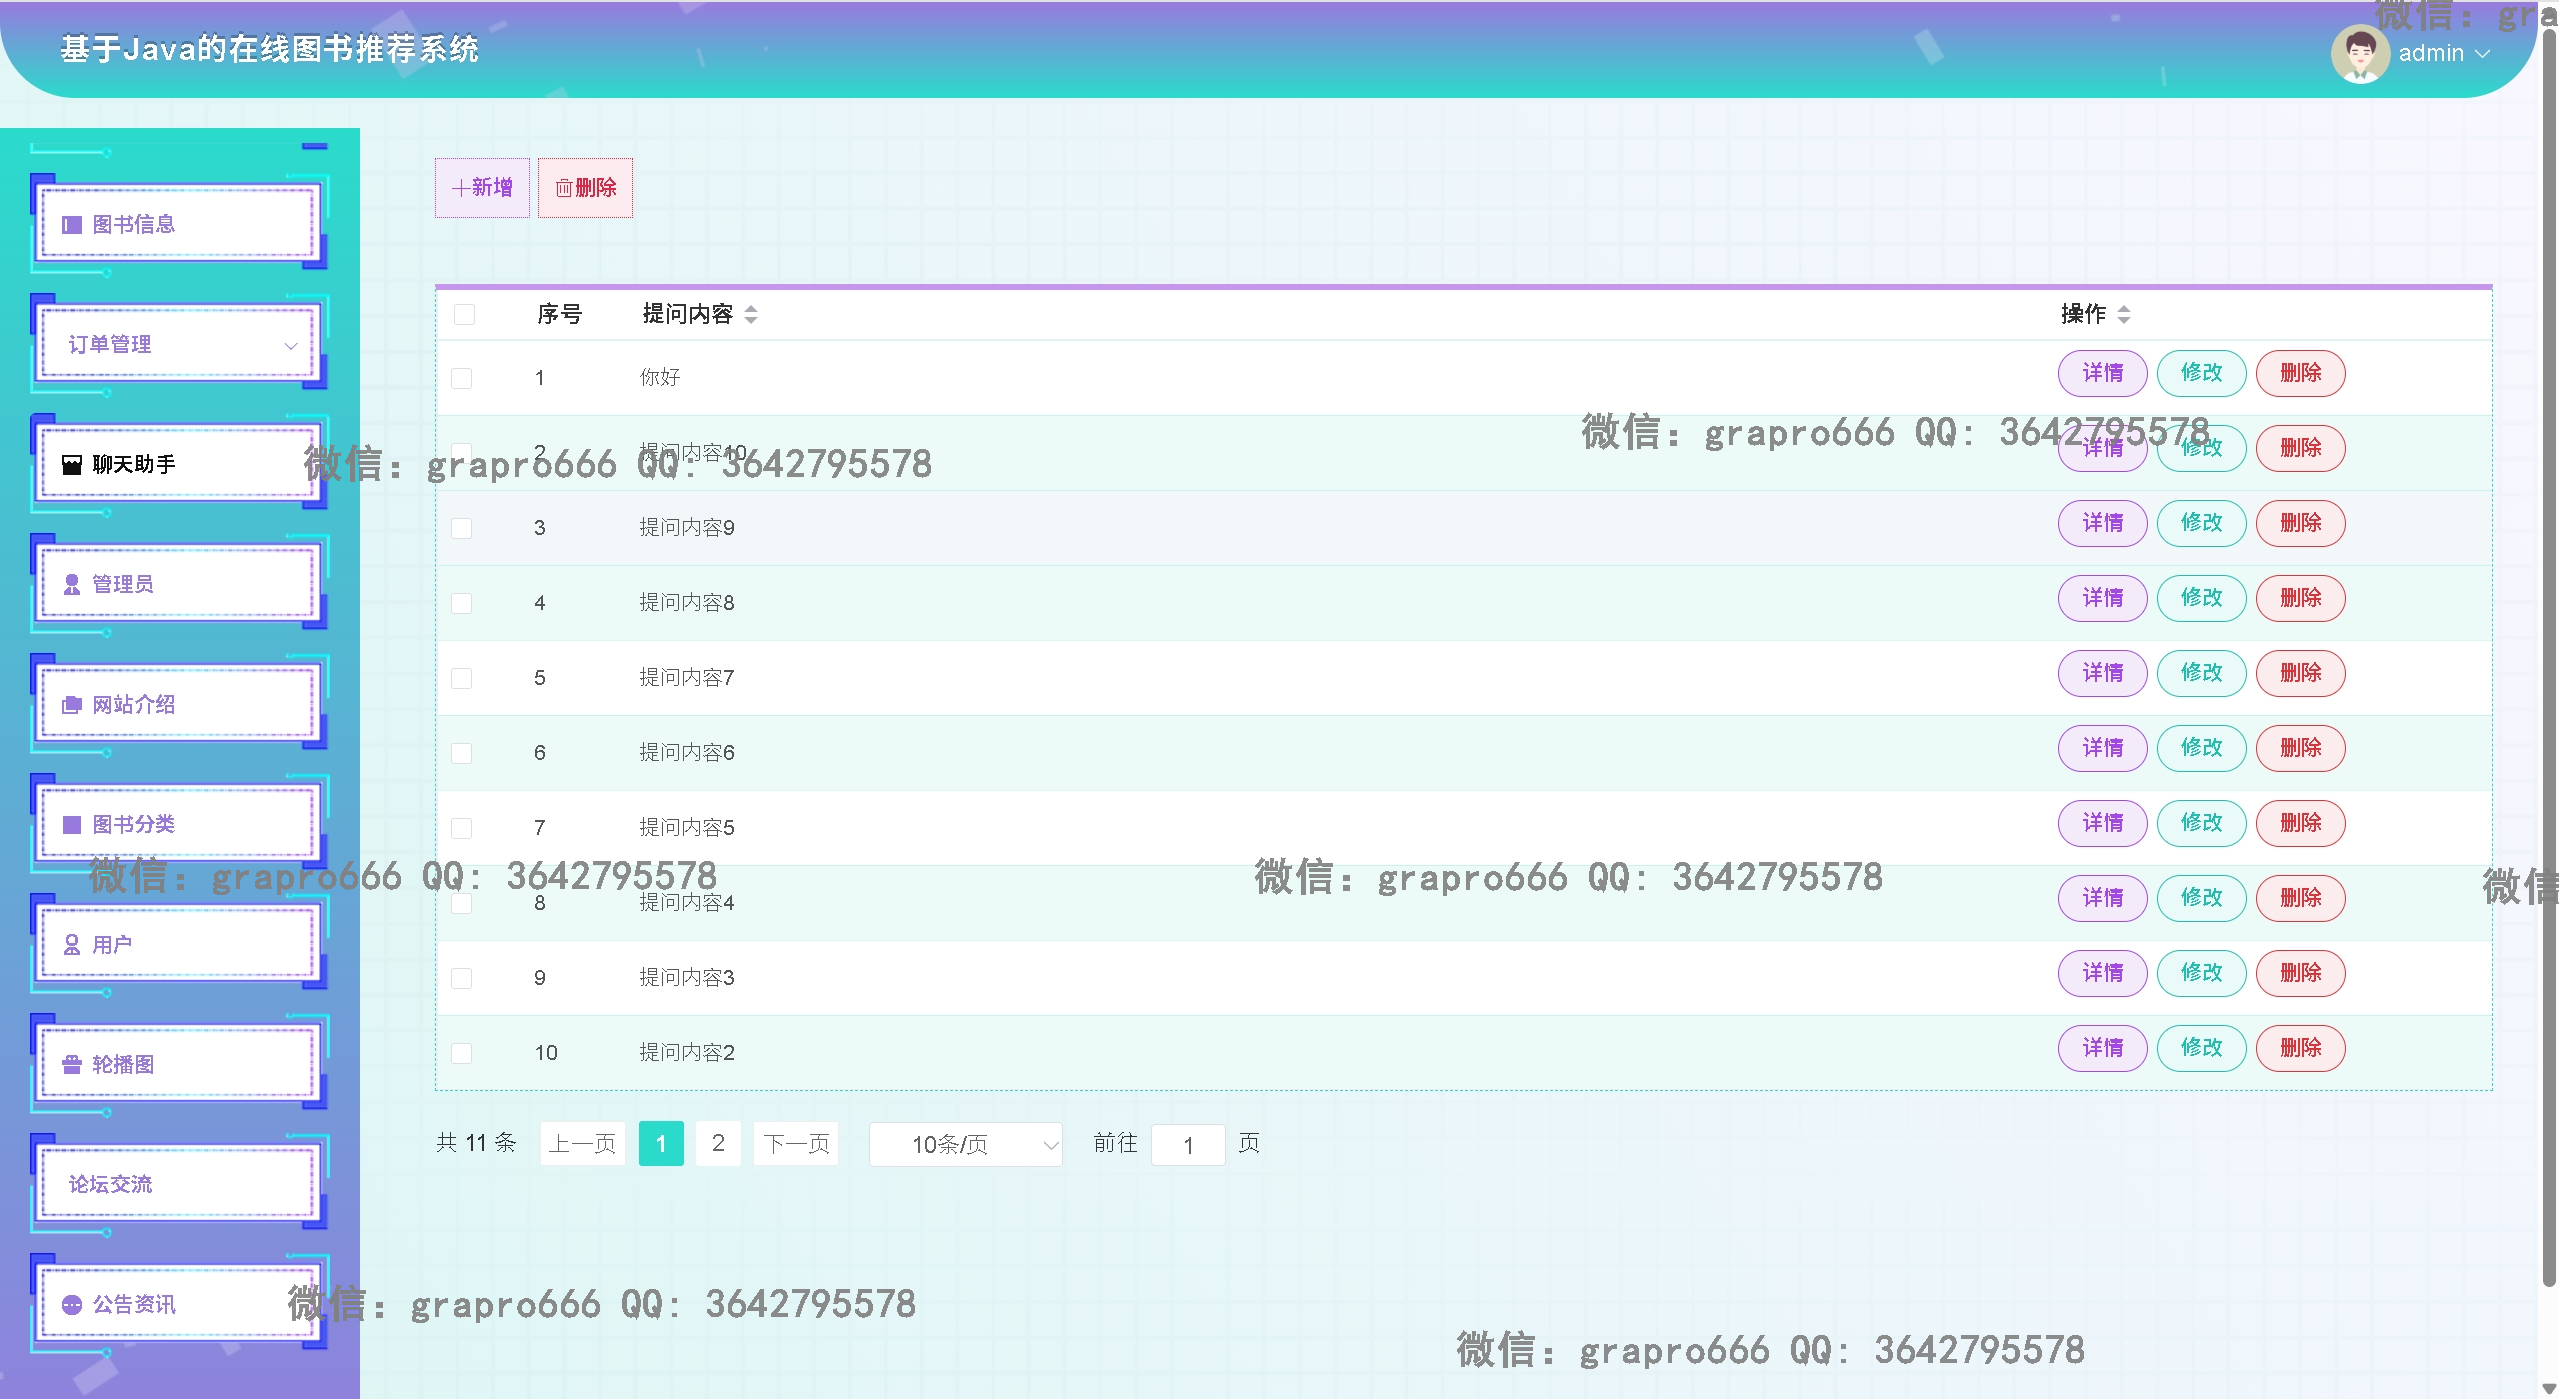 基于Java的在线图书推荐系统
微信: gra
admin
新增
删除
图书信息
订单管理
聊天助手
管理员
网站介绍
图书分类
用户
轮播图
论坛交流
公告资讯
序号 提问内容 操作
1 你好 详情 修改 删除
2 提问内容10 详情 修改 删除
3 提问内容9 详情 修改 删除
4 提问内容8 详情 修改 删除
5 提问内容7 详情 修改 删除
6 提问内容6 详情 修改 删除
7 提问内容5 详情 修改 删除
8 提问内容4 详情 修改 删除
9 提问内容3 详情 修改 删除
10 提问内容2 详情 修改 删除
共 11 条 上一页 1 2 下一页 10条/页 前往 1 页
微信: grapro666 QQ: 3642795578
微信: grapro666 QQ: 3642795578
微信: grapro666 QQ: 3642795578
微信: grapro666 QQ: 3642795578
微信
微信: grapro666 QQ: 3642795578
微信: grapro666 QQ: 3642795578